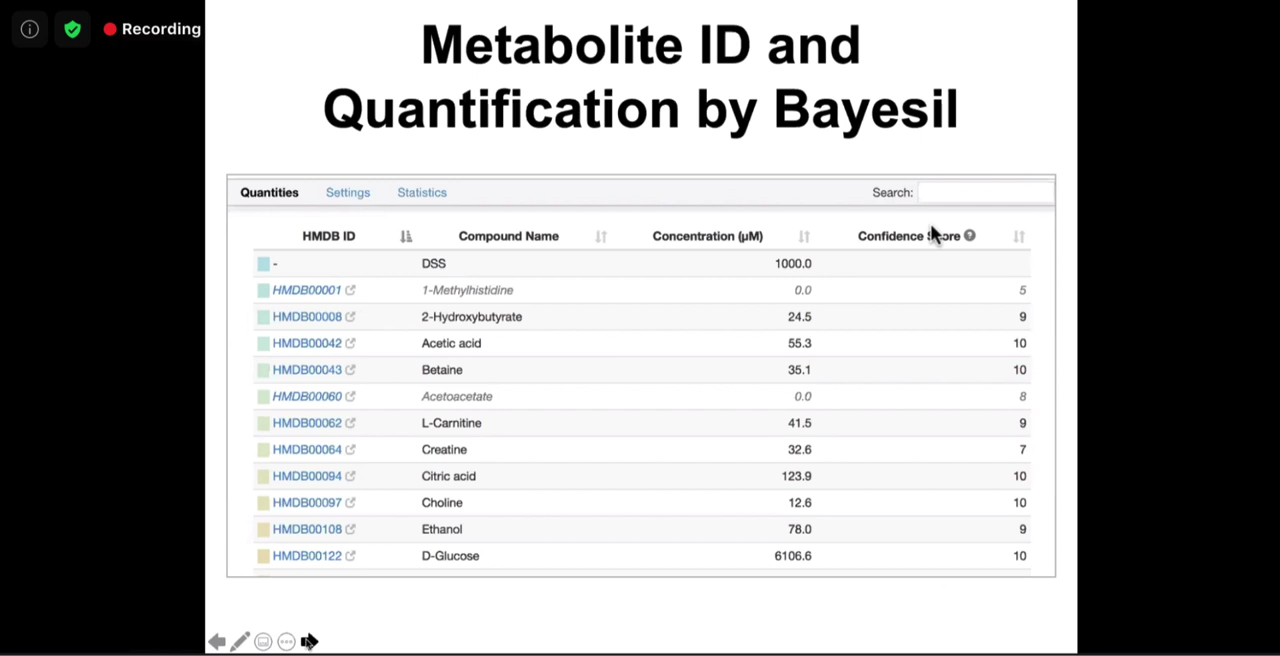 Recording
Metabolite ID and
Quantification by Bayesil
Quantities Settings Statistics Search:
HMDB ID Compound Name Concentration (µM) Confidence Score ?
- DSS 1000.0
HMDB00001 1-Methylhistidine 0.0 5
HMDB00008 2-Hydroxybutyrate 24.5 9
HMDB00042 Acetic acid 55.3 10
HMDB00043 Betaine 35.1 10
HMDB00060 Acetoacetate 0.0 8
HMDB00062 L-Carnitine 41.5 9
HMDB00064 Creatine 32.6 7
HMDB00094 Citric acid 123.9 10
HMDB00097 Choline 12.6 10
HMDB00108 Ethanol 78.0 9
HMDB00122 D-Glucose 6106.6 10